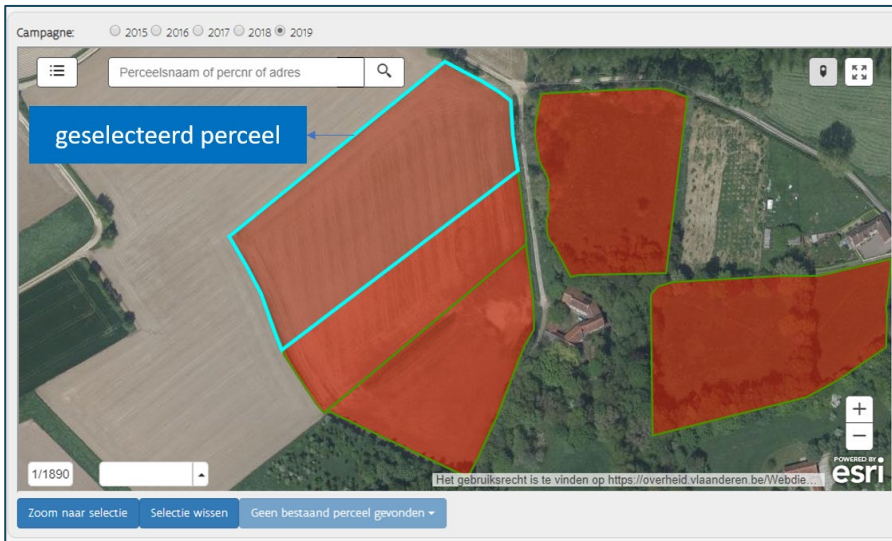 Campagne: 2015 2016 2017 2018 2019
Perceelsnaam of percnr of adres
geselecteerd perceel
+
−
1/1890
Het gebruiksrecht is te vinden op https://overheid.vlaanderen.be/Webdie...
POWERED BY
esri
Zoom naar selectie Selectie wissen Geen bestaand perceel gevonden